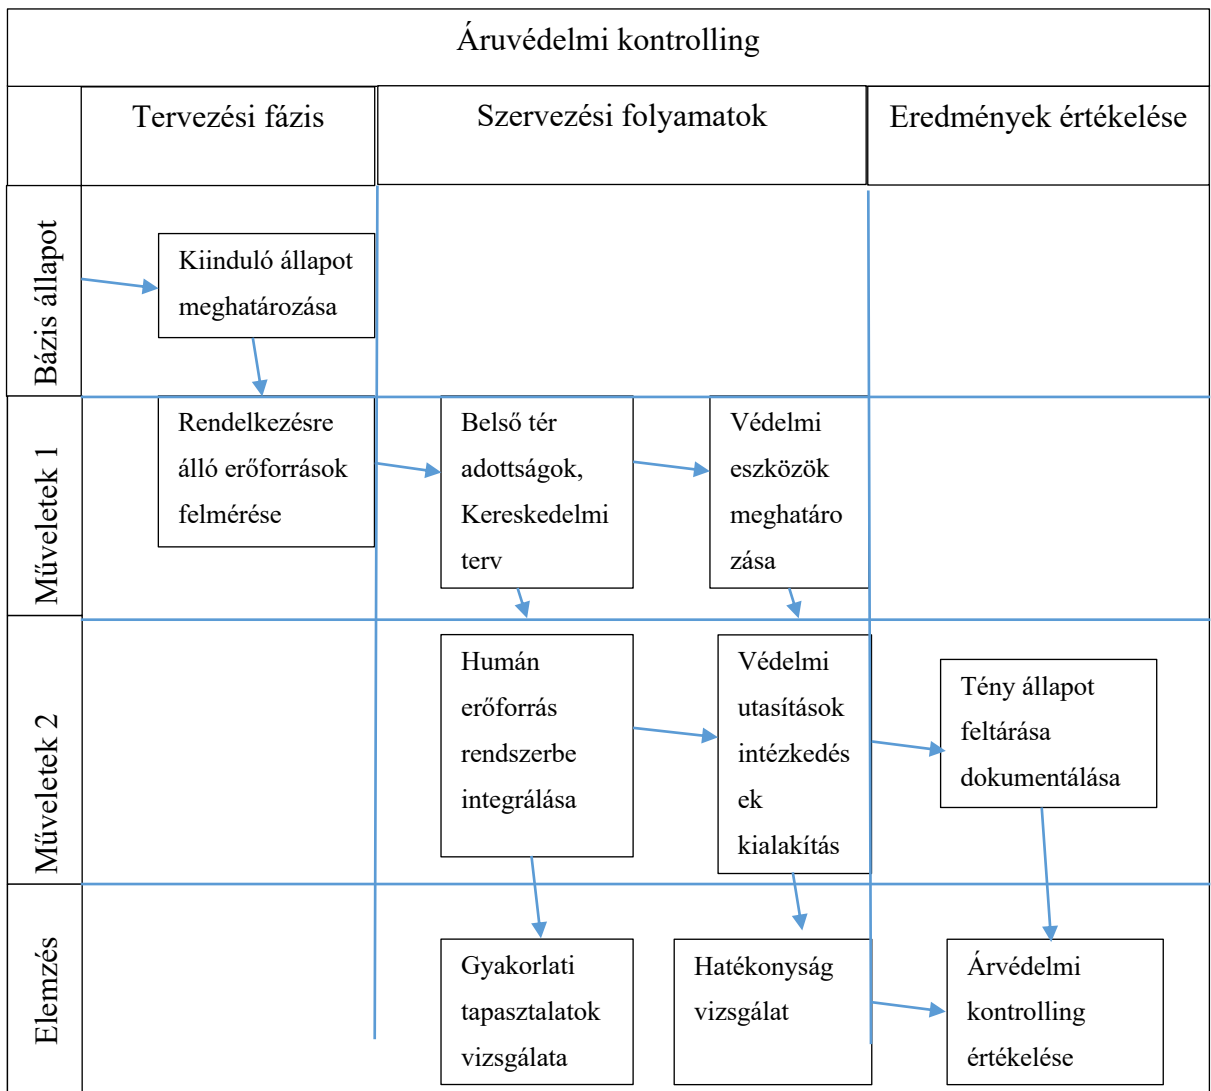 Áruvédelmi kontrolling
Tervezési fázis
Szervezési folyamatok
Eredmények értékelése
Bázis állapot
Kiinduló állapot
meghatározása
Műveletek 1
Rendelkezésre
álló erőforrások
felmérése
Belső tér
adottságok,
Kereskedelmi
terv
Védelmi
eszközök
meghatáro
zása
Műveletek 2
Humán
erőforrás
rendszerbe
integrálása
Védelmi
utasítások
intézkedés
ek
kialakítás
Tény állapot
feltárása
dokumentálása
Elemzés
Gyakorlati
tapasztalatok
vizsgálata
Hatékonyság
vizsgálat
Árvédelmi
kontrolling
értékelése